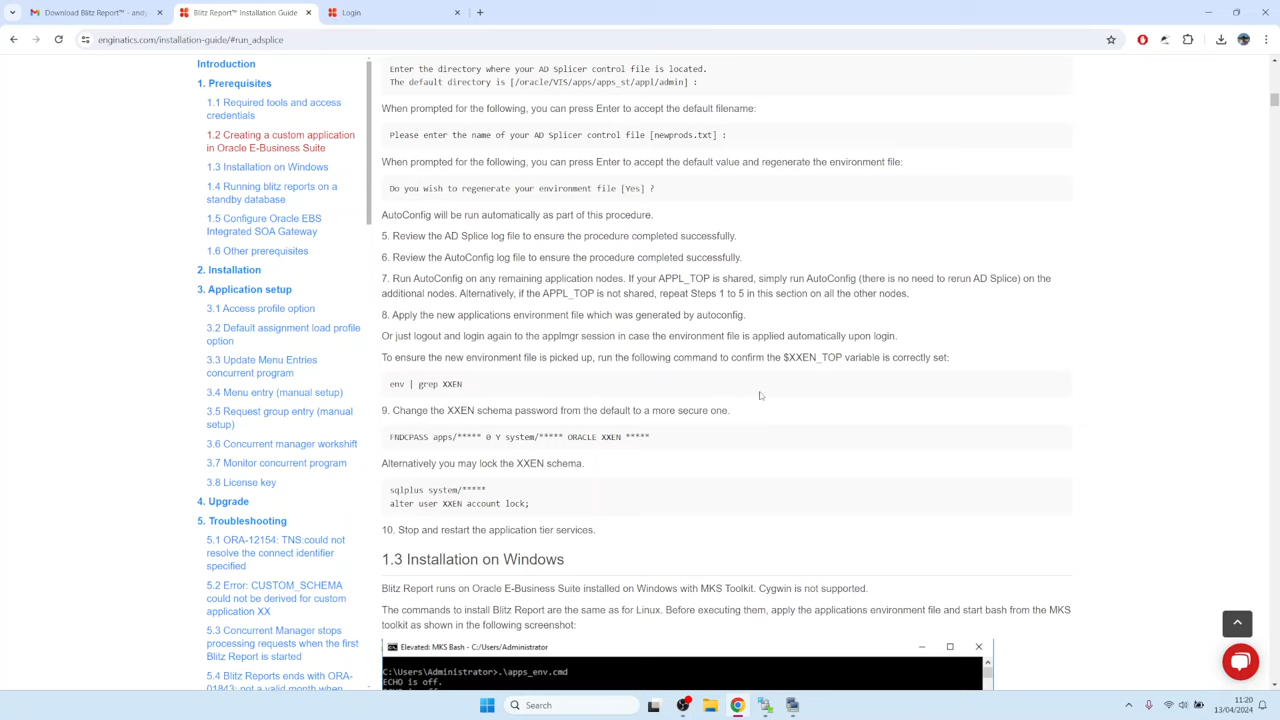 Download Blitz Report™ - andy
Blitz Report™ Installation Guide
Login
enginatics.com/installation-guide/#run_adsplice
Introduction
1. Prerequisites
1.1 Required tools and access
credentials
1.2 Creating a custom application
in Oracle E-Business Suite
1.3 Installation on Windows
1.4 Running blitz reports on a
standby database
1.5 Configure Oracle EBS
Integrated SOA Gateway
1.6 Other prerequisites
2. Installation
3. Application setup
3.1 Access profile option
3.2 Default assignment load profile
option
3.3 Update Menu Entries
concurrent program
3.4 Menu entry (manual setup)
3.5 Request group entry (manual
setup)
3.6 Concurrent manager workshift
3.7 Monitor concurrent program
3.8 License key
4. Upgrade
5. Troubleshooting
5.1 ORA-12154: TNS:could not
resolve the connect identifier
specified
5.2 Error: CUSTOM_SCHEMA
could not be derived for custom
application XX
5.3 Concurrent Manager stops
processing requests when the first
Blitz Report is started
5.4 Blitz Reports ends with ORA-
01843: not a valid month when
Enter the directory where your AD Splicer control file is located.
The default directory is [/oracle/VIS/apps/apps_st/appl/admin] :
When prompted for the following, you can press Enter to accept the default filename:
Please enter the name of your AD Splicer control file [newprods.txt] :
When prompted for the following, you can press Enter to accept the default value and regenerate the environment file:
Do you wish to regenerate your environment file [Yes] ?
AutoConfig will be run automatically as part of this procedure.
5. Review the AD Splice log file to ensure the procedure completed successfully.
6. Review the AutoConfig log file to ensure the procedure completed successfully.
7. Run AutoConfig on any remaining application nodes. If your APPL_TOP is shared, simply run AutoConfig (there is no need to rerun AD Splice) on the
additional nodes. Alternatively, if the APPL_TOP is not shared, repeat Steps 1 to 5 in this section on all the other nodes.
8. Apply the new applications environment file which was generated by autoconfig.
Or just logout and login again to the applmgr session in case the environment file is applied automatically upon login.
To ensure the new environment file is picked up, run the following command to confirm the $XXEN_TOP variable is correctly set:
env | grep XXEN
9. Change the XXEN schema password from the default to a more secure one.
FNDCPASS apps/***** 0 Y system/***** ORACLE XXEN *****
Alternatively you may lock the XXEN schema.
sqlplus system/*****
alter user XXEN account lock;
10. Stop and restart the application tier services.
1.3 Installation on Windows
Blitz Report runs on Oracle E-Business Suite installed on Windows with MKS Toolkit. Cygwin is not supported.
The commands to install Blitz Report are the same as for Linux. Before executing them, apply the applications environment file and start bash from the MKS
toolkit as shown in the following screenshot:
Elevated: MKS Bash - C:/Users/Administrator
C:\Users\Administrator>.\apps_env.cmd
ECHO is off.
Search
11:20
13/04/2024